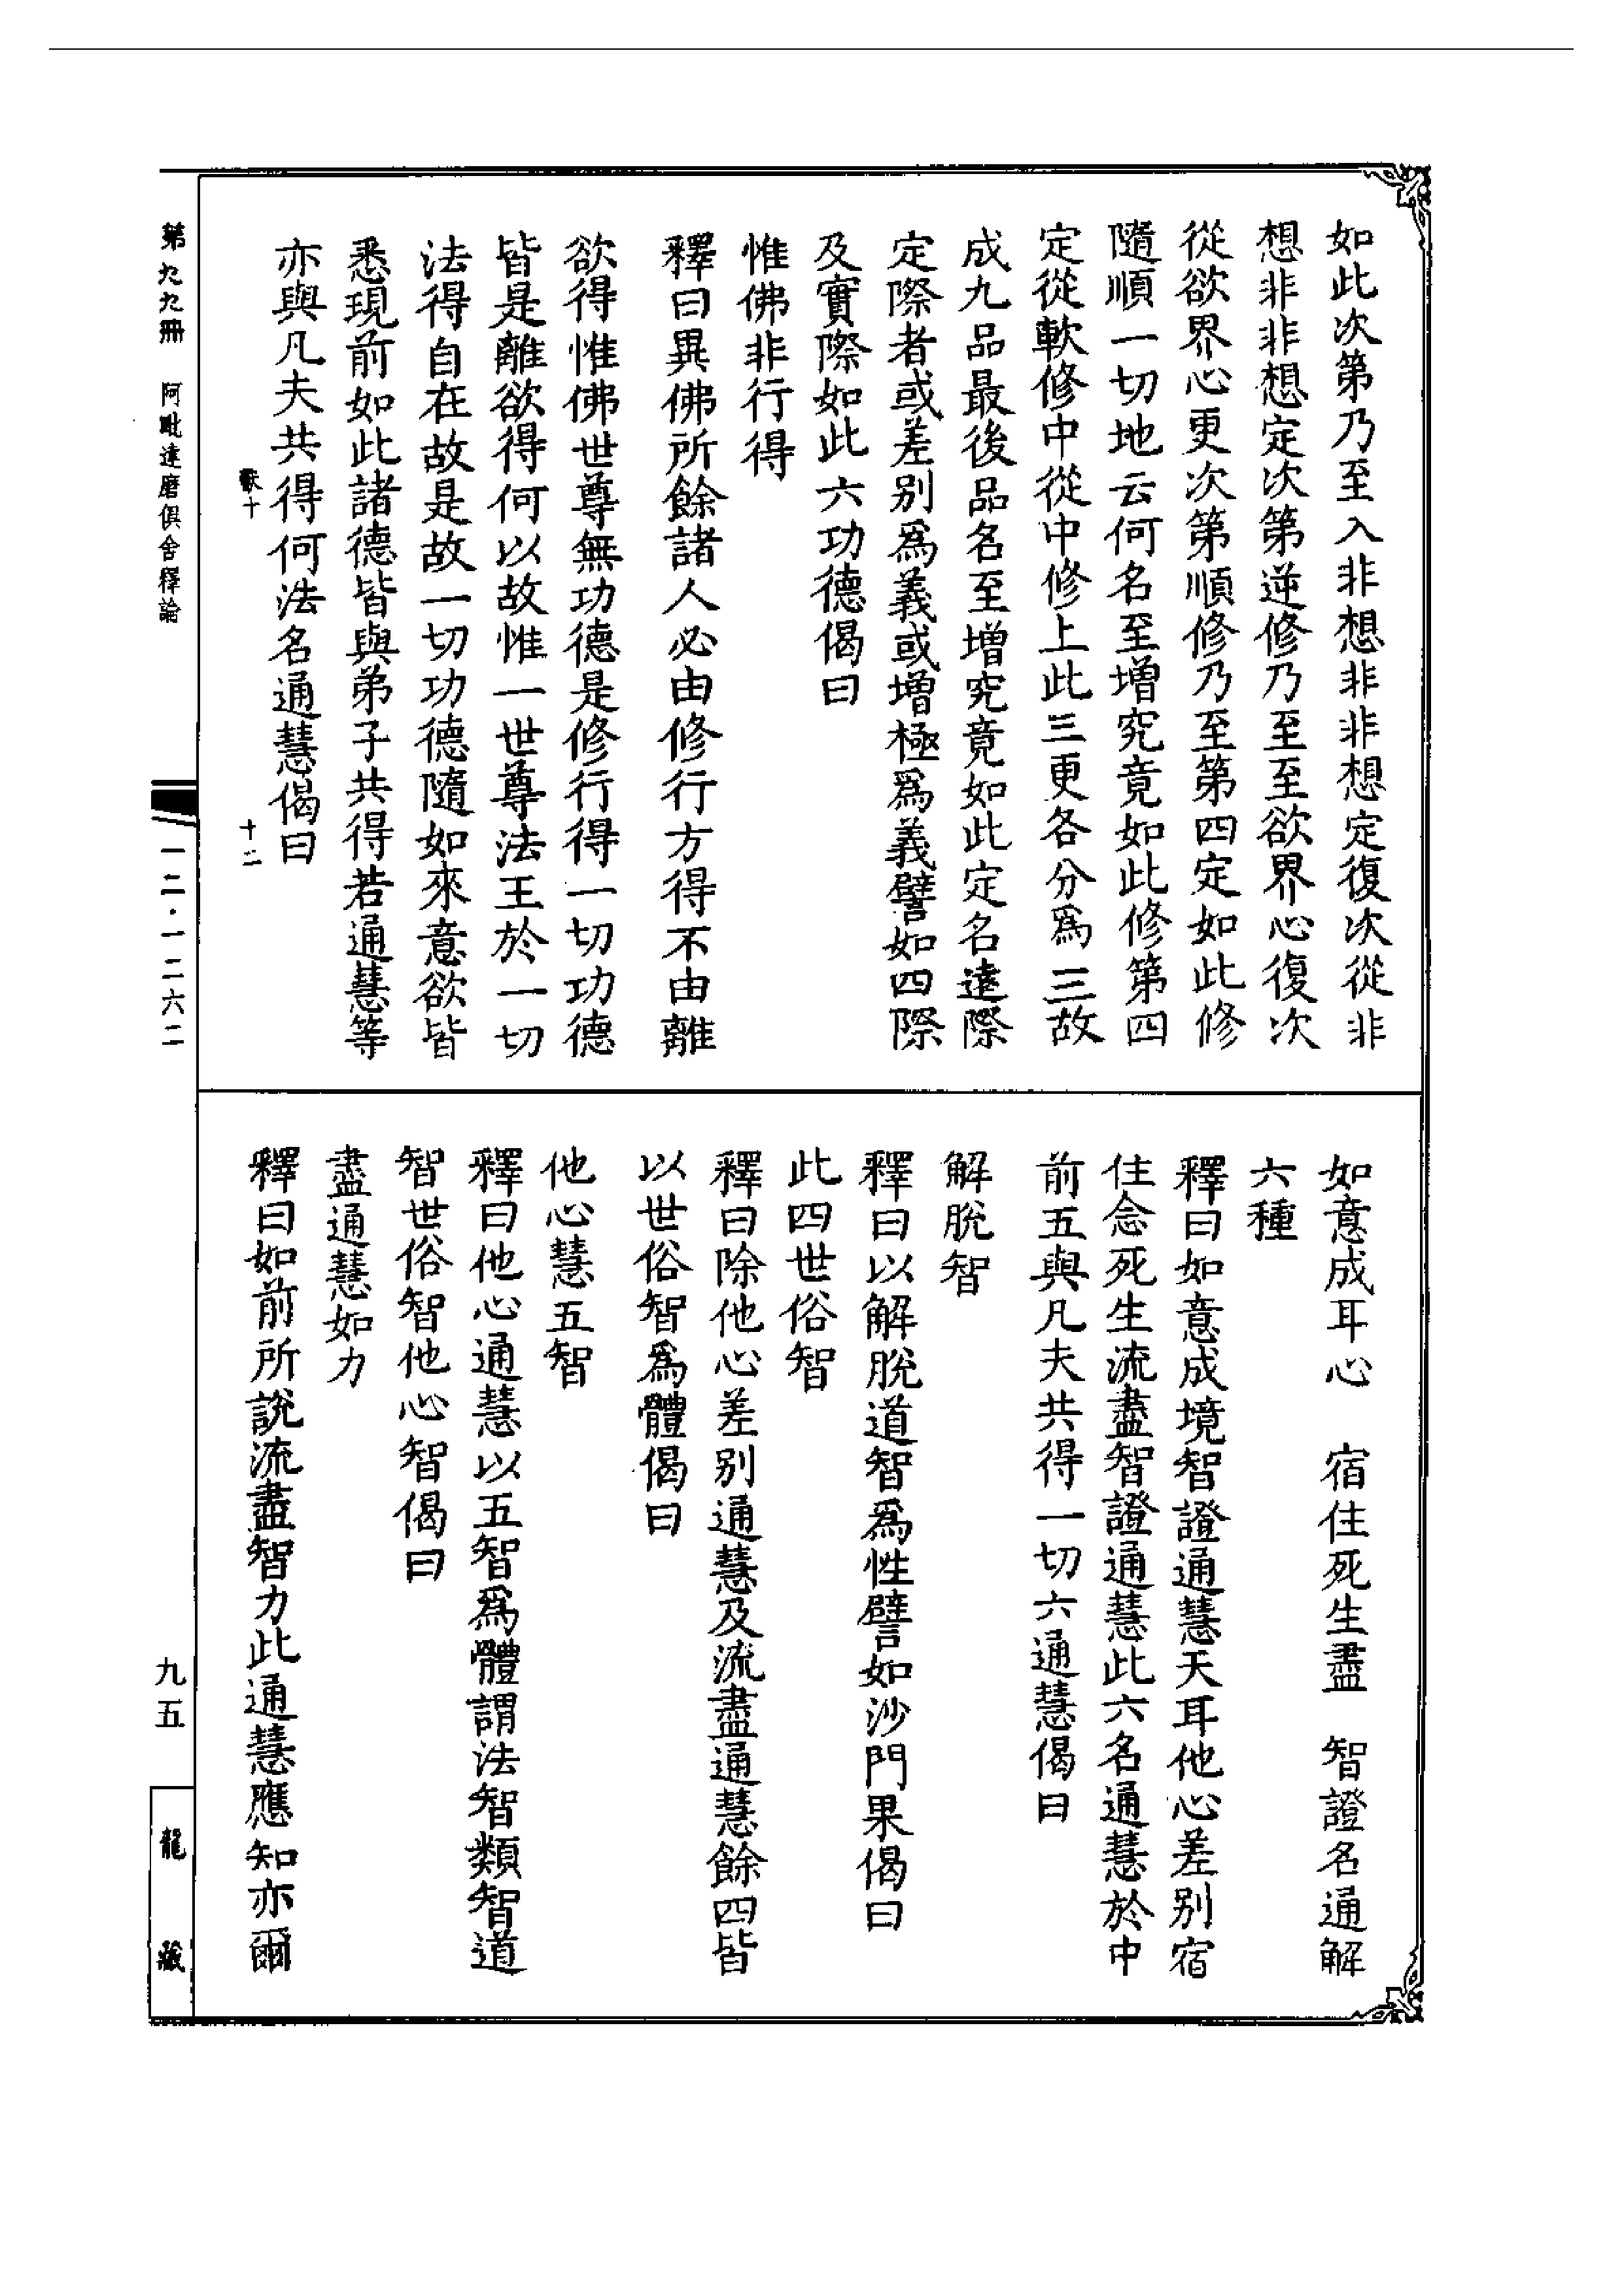 如此次第乃至入非想非非想定復次從非
想非非想定次第逆修乃至至欲界心復次
從欲界心更次第順修乃至第四定如此修
隨順一切地云何名至增究竟如此修第四
定從軟修中從中修上此三更各分爲三故
成九品最後品名至增究竟如此定名遠際
定際者或差别爲義或增極爲義譬如四際
及實際如此六功德偈曰
惟佛非行得
釋曰異佛所餘諸人必由修行方得不由離
欲得惟佛世尊無功德是修行得一切功德
皆是離欲得何以故惟一世尊法王於一切
法得自在故是故一切功德隨如來意欲皆
悉現前如此諸德皆與弟子共得若通慧等
亦與凡夫共得何法名通慧偈曰
十二
如意成耳心　宿住死生盡　智證名通解
六種
釋曰如意成境智證通慧天耳他心差别宿
住念死生流盡智證通慧此六名通慧於中
前五與凡夫共得一切六通慧偈曰
解脫智
釋曰以解脫道智爲性譬如沙門果偈曰
此四世俗智
釋曰除他心差别通慧及流盡通慧餘四皆
以世俗智爲體偈曰
他心慧五智
釋曰他心通慧以五智爲體謂法智類智道
智世俗智他心智偈曰
盡通慧如力
釋曰如前所説流盡智力此通慧應知亦爾
第九九冊　阿毗達磨俱舍釋論
一二·一二六二
九五
龍藏